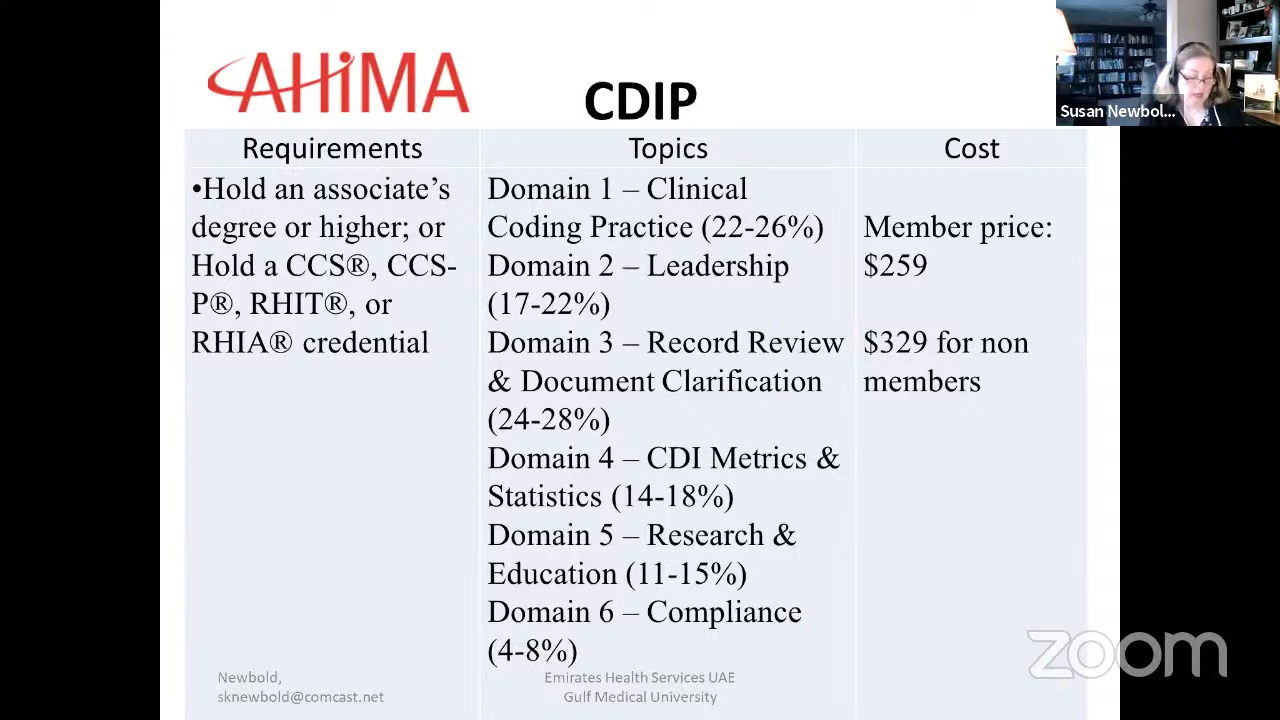 AHiMA
CDIP
Susan Newbol...
Requirements
Topics
Cost
•Hold an associate’s
degree or higher; or
Hold a CCS®, CCS-
P®, RHIT®, or
RHIA® credential
Domain 1 – Clinical
Coding Practice (22-26%)
Domain 2 – Leadership
(17-22%)
Domain 3 – Record Review
& Document Clarification
(24-28%)
Domain 4 – CDI Metrics &
Statistics (14-18%)
Domain 5 – Research &
Education (11-15%)
Domain 6 – Compliance
(4-8%)
Member price:
$259
$329 for non
members
Newbold,
sknewbold@comcast.net
Emirates Health Services UAE
Gulf Medical University
zoom